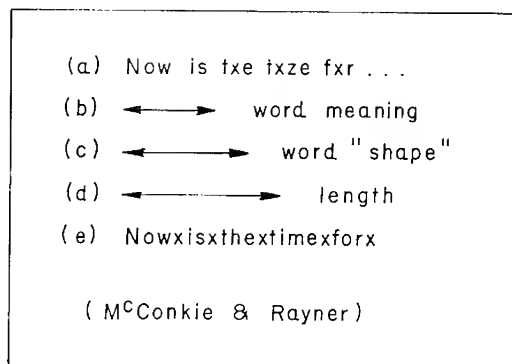 (a) Now is txe txze fxr ...
(b) ⟷ word meaning
(c) ⟷ word "shape"
(d) ⟷ length
(e) Nowxisxthextimexforx
(McConkie & Rayner)